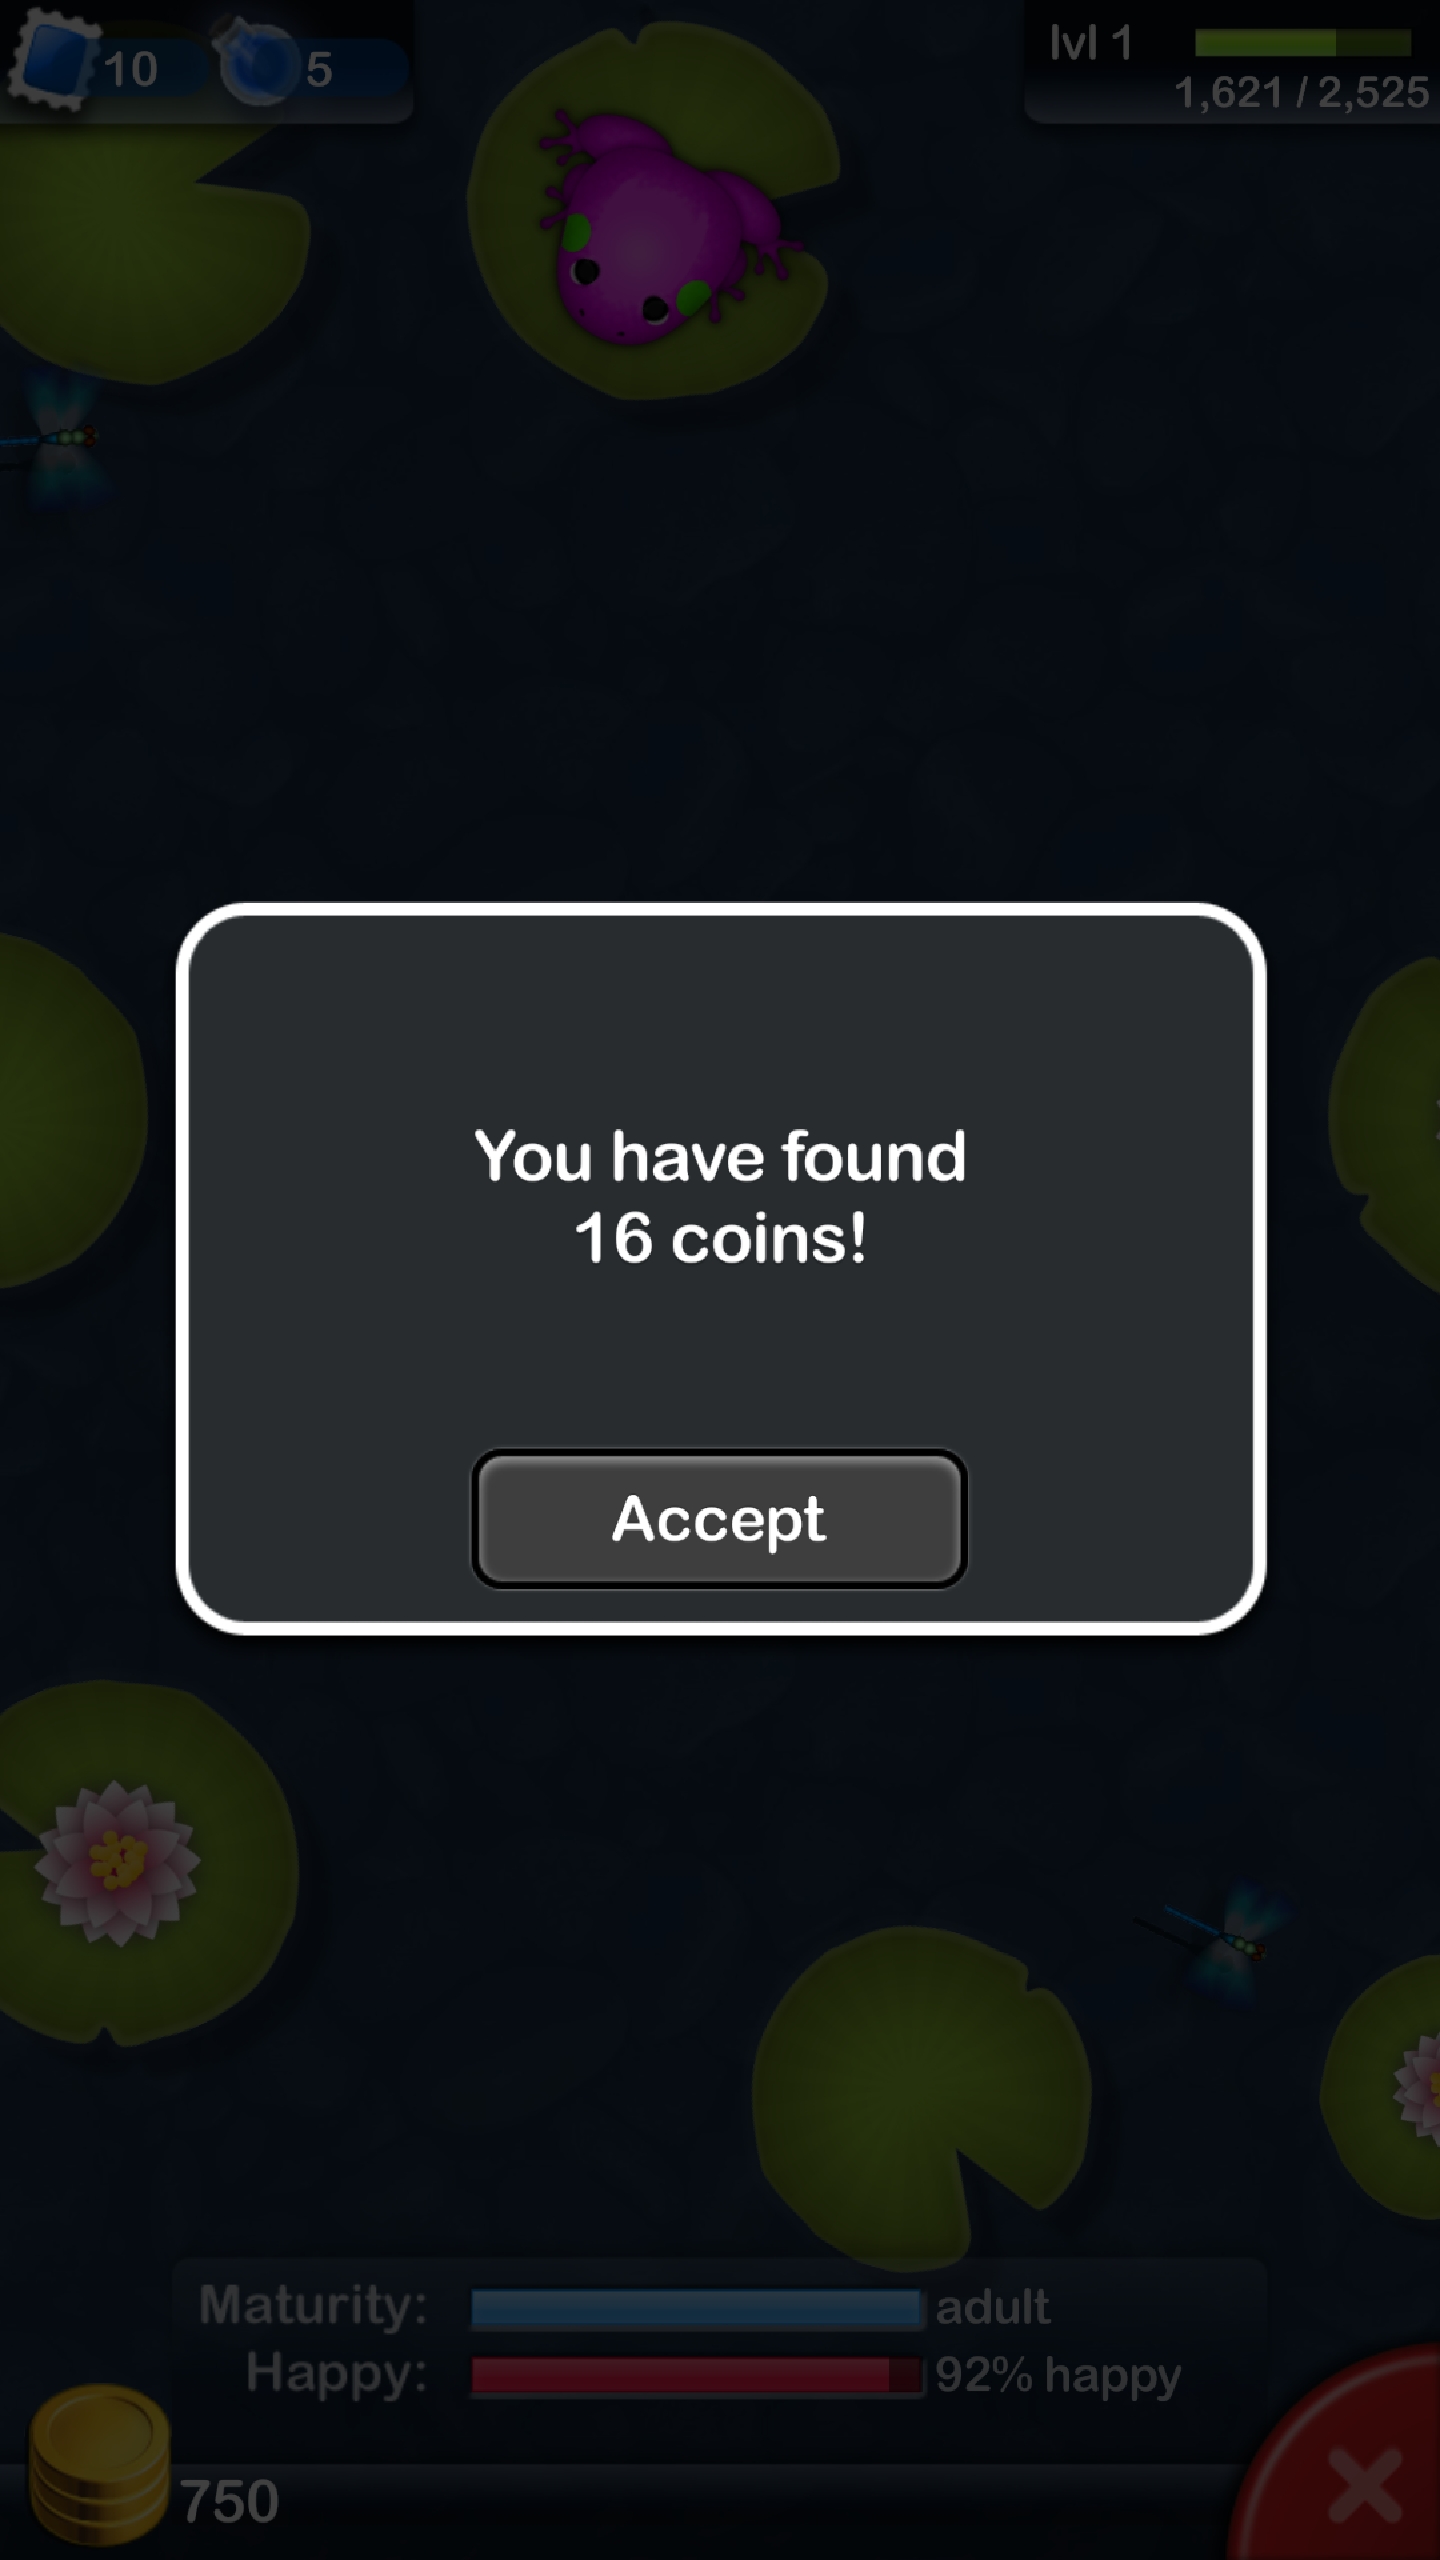 10
5
lvl 1
1,621 / 2,525
You have found
16 coins!
Accept
Maturity: adult
Happy: 92% happy
750